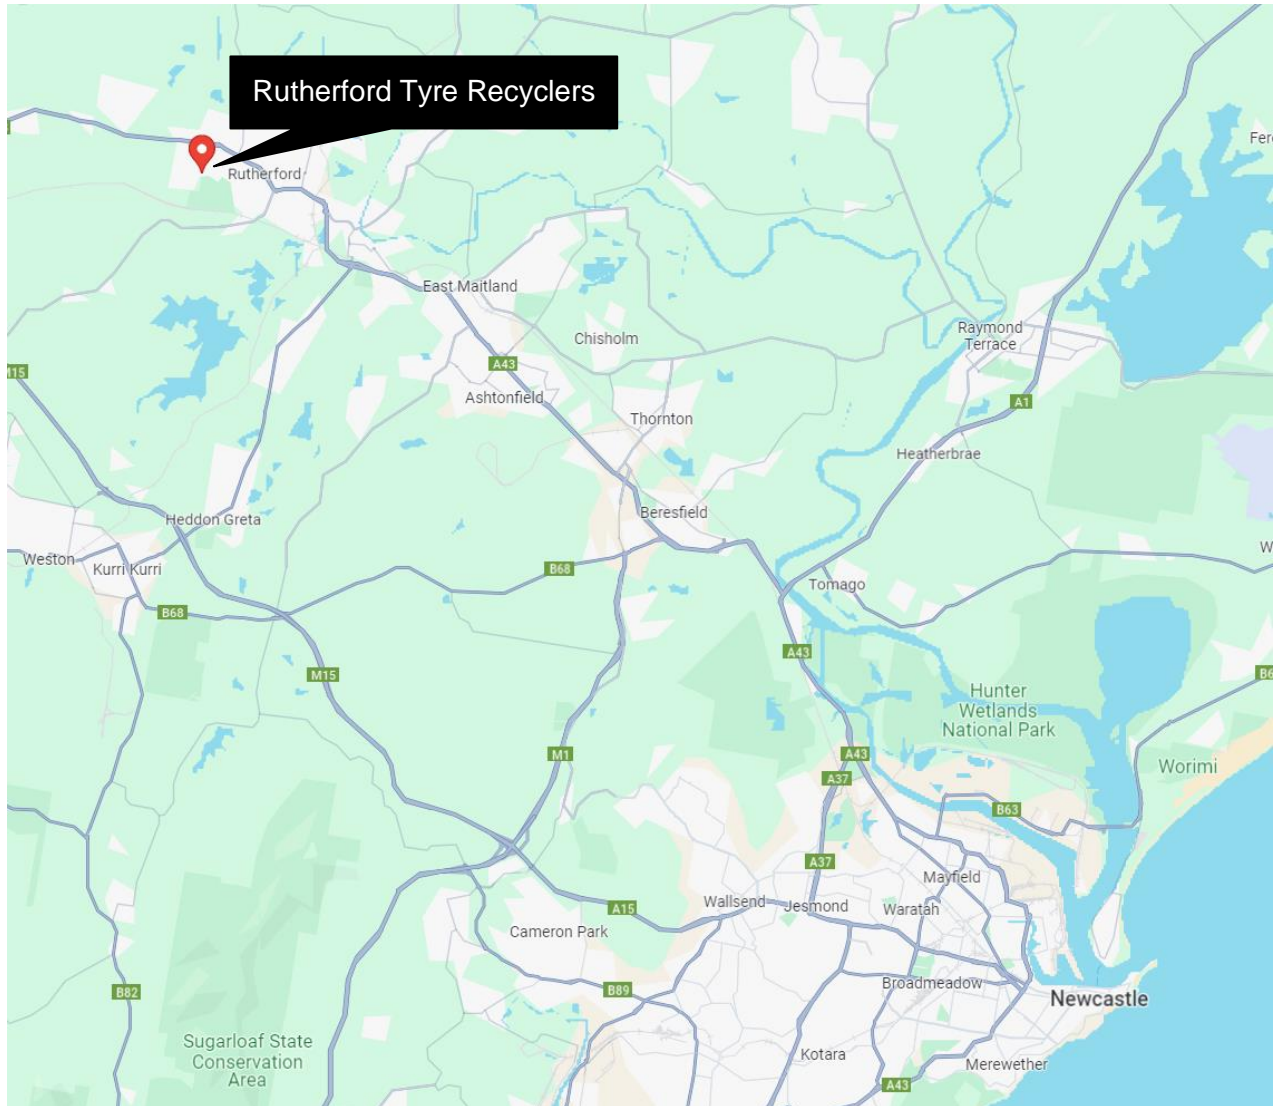 Rutherford Tyre Recyclers
Rutherford
East Maitland
Chisholm
Raymond
Terrace
A43
Ashtonfield
A1
Thornton
Heatherbrae
Beresfield
Heddon Greta
Weston
Kurri Kurri
B68
Tomago
B68
A43
M15
Hunter
Wetlands
National Park
M1
A43
A37
Worimi
B63
A37
Mayfield
Wallsend
Jesmond
Waratah
A15
Cameron Park
B82
B89
Broadmeadow
Newcastle
Sugarloaf State
Conservation
Area
Kotara
Merewether
A43